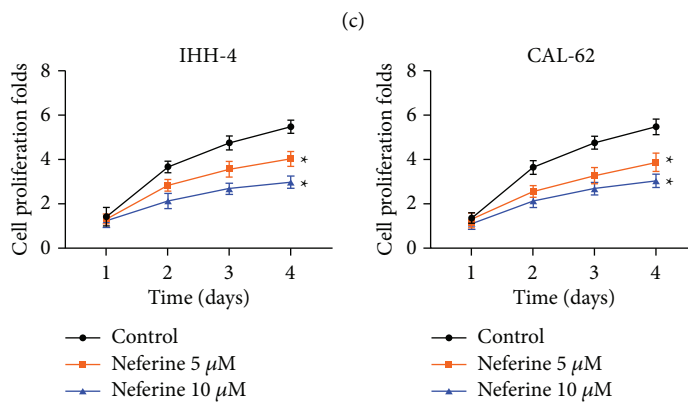 (c)
IHH-4
Cell proliferation folds
8
6
4
2
0
*
*
1 2 3 4
Time (days)
Control
Neferine 5 μM
Neferine 10 μM
CAL-62
Cell proliferation folds
8
6
4
2
0
*
*
1 2 3 4
Time (days)
Control
Neferine 5 μM
Neferine 10 μM